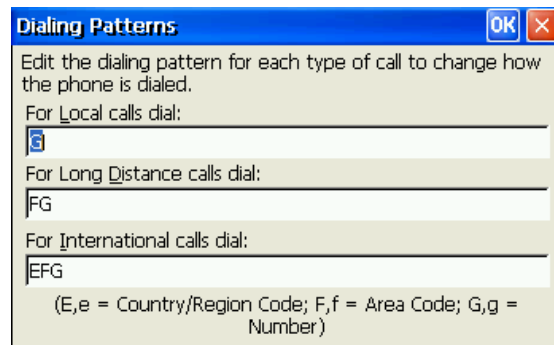 Dialing Patterns OK
Edit the dialing pattern for each type of call to change how
the phone is dialed.
For Local calls dial:
G
For Long Distance calls dial:
FG
For International calls dial:
EFG
(E,e = Country/Region Code; F,f = Area Code; G,g =
Number)